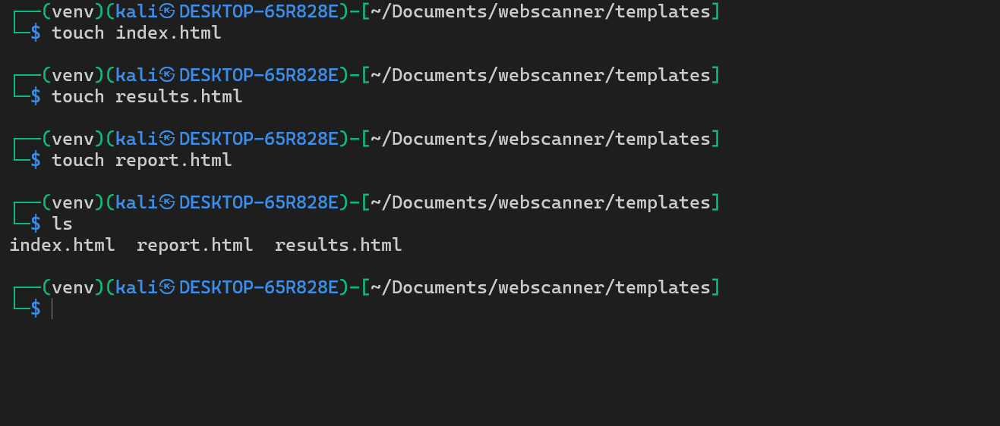 ┌──(venv)(kali㉿DESKTOP-65R828E)-[~/Documents/webscanner/templates]
└─$ touch index.html
┌──(venv)(kali㉿DESKTOP-65R828E)-[~/Documents/webscanner/templates]
└─$ touch results.html
┌──(venv)(kali㉿DESKTOP-65R828E)-[~/Documents/webscanner/templates]
└─$ touch report.html
┌──(venv)(kali㉿DESKTOP-65R828E)-[~/Documents/webscanner/templates]
└─$ ls
index.html  report.html  results.html
┌──(venv)(kali㉿DESKTOP-65R828E)-[~/Documents/webscanner/templates]
└─$